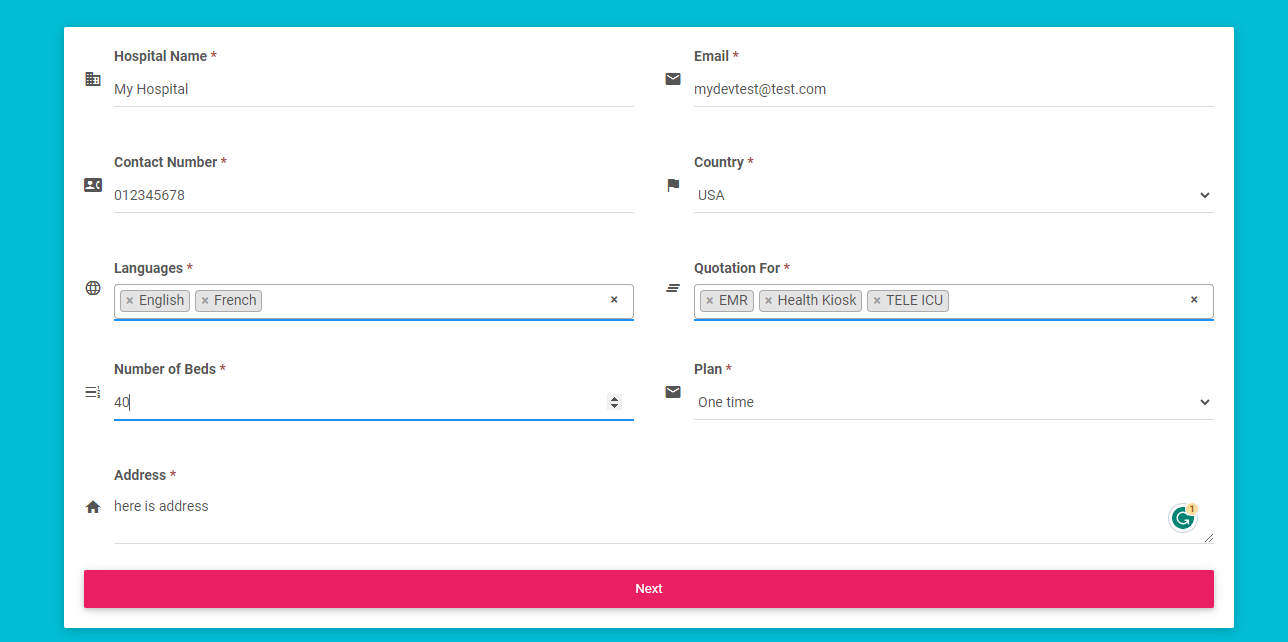 Hospital Name * Email *
My Hospital mydevtest@test.com
Contact Number * Country *
012345678 USA
Languages * Quotation For *
× English × French × × EMR × Health Kiosk × TELE ICU ×
Number of Beds * Plan *
40 One time
Address *
here is address
1
Next